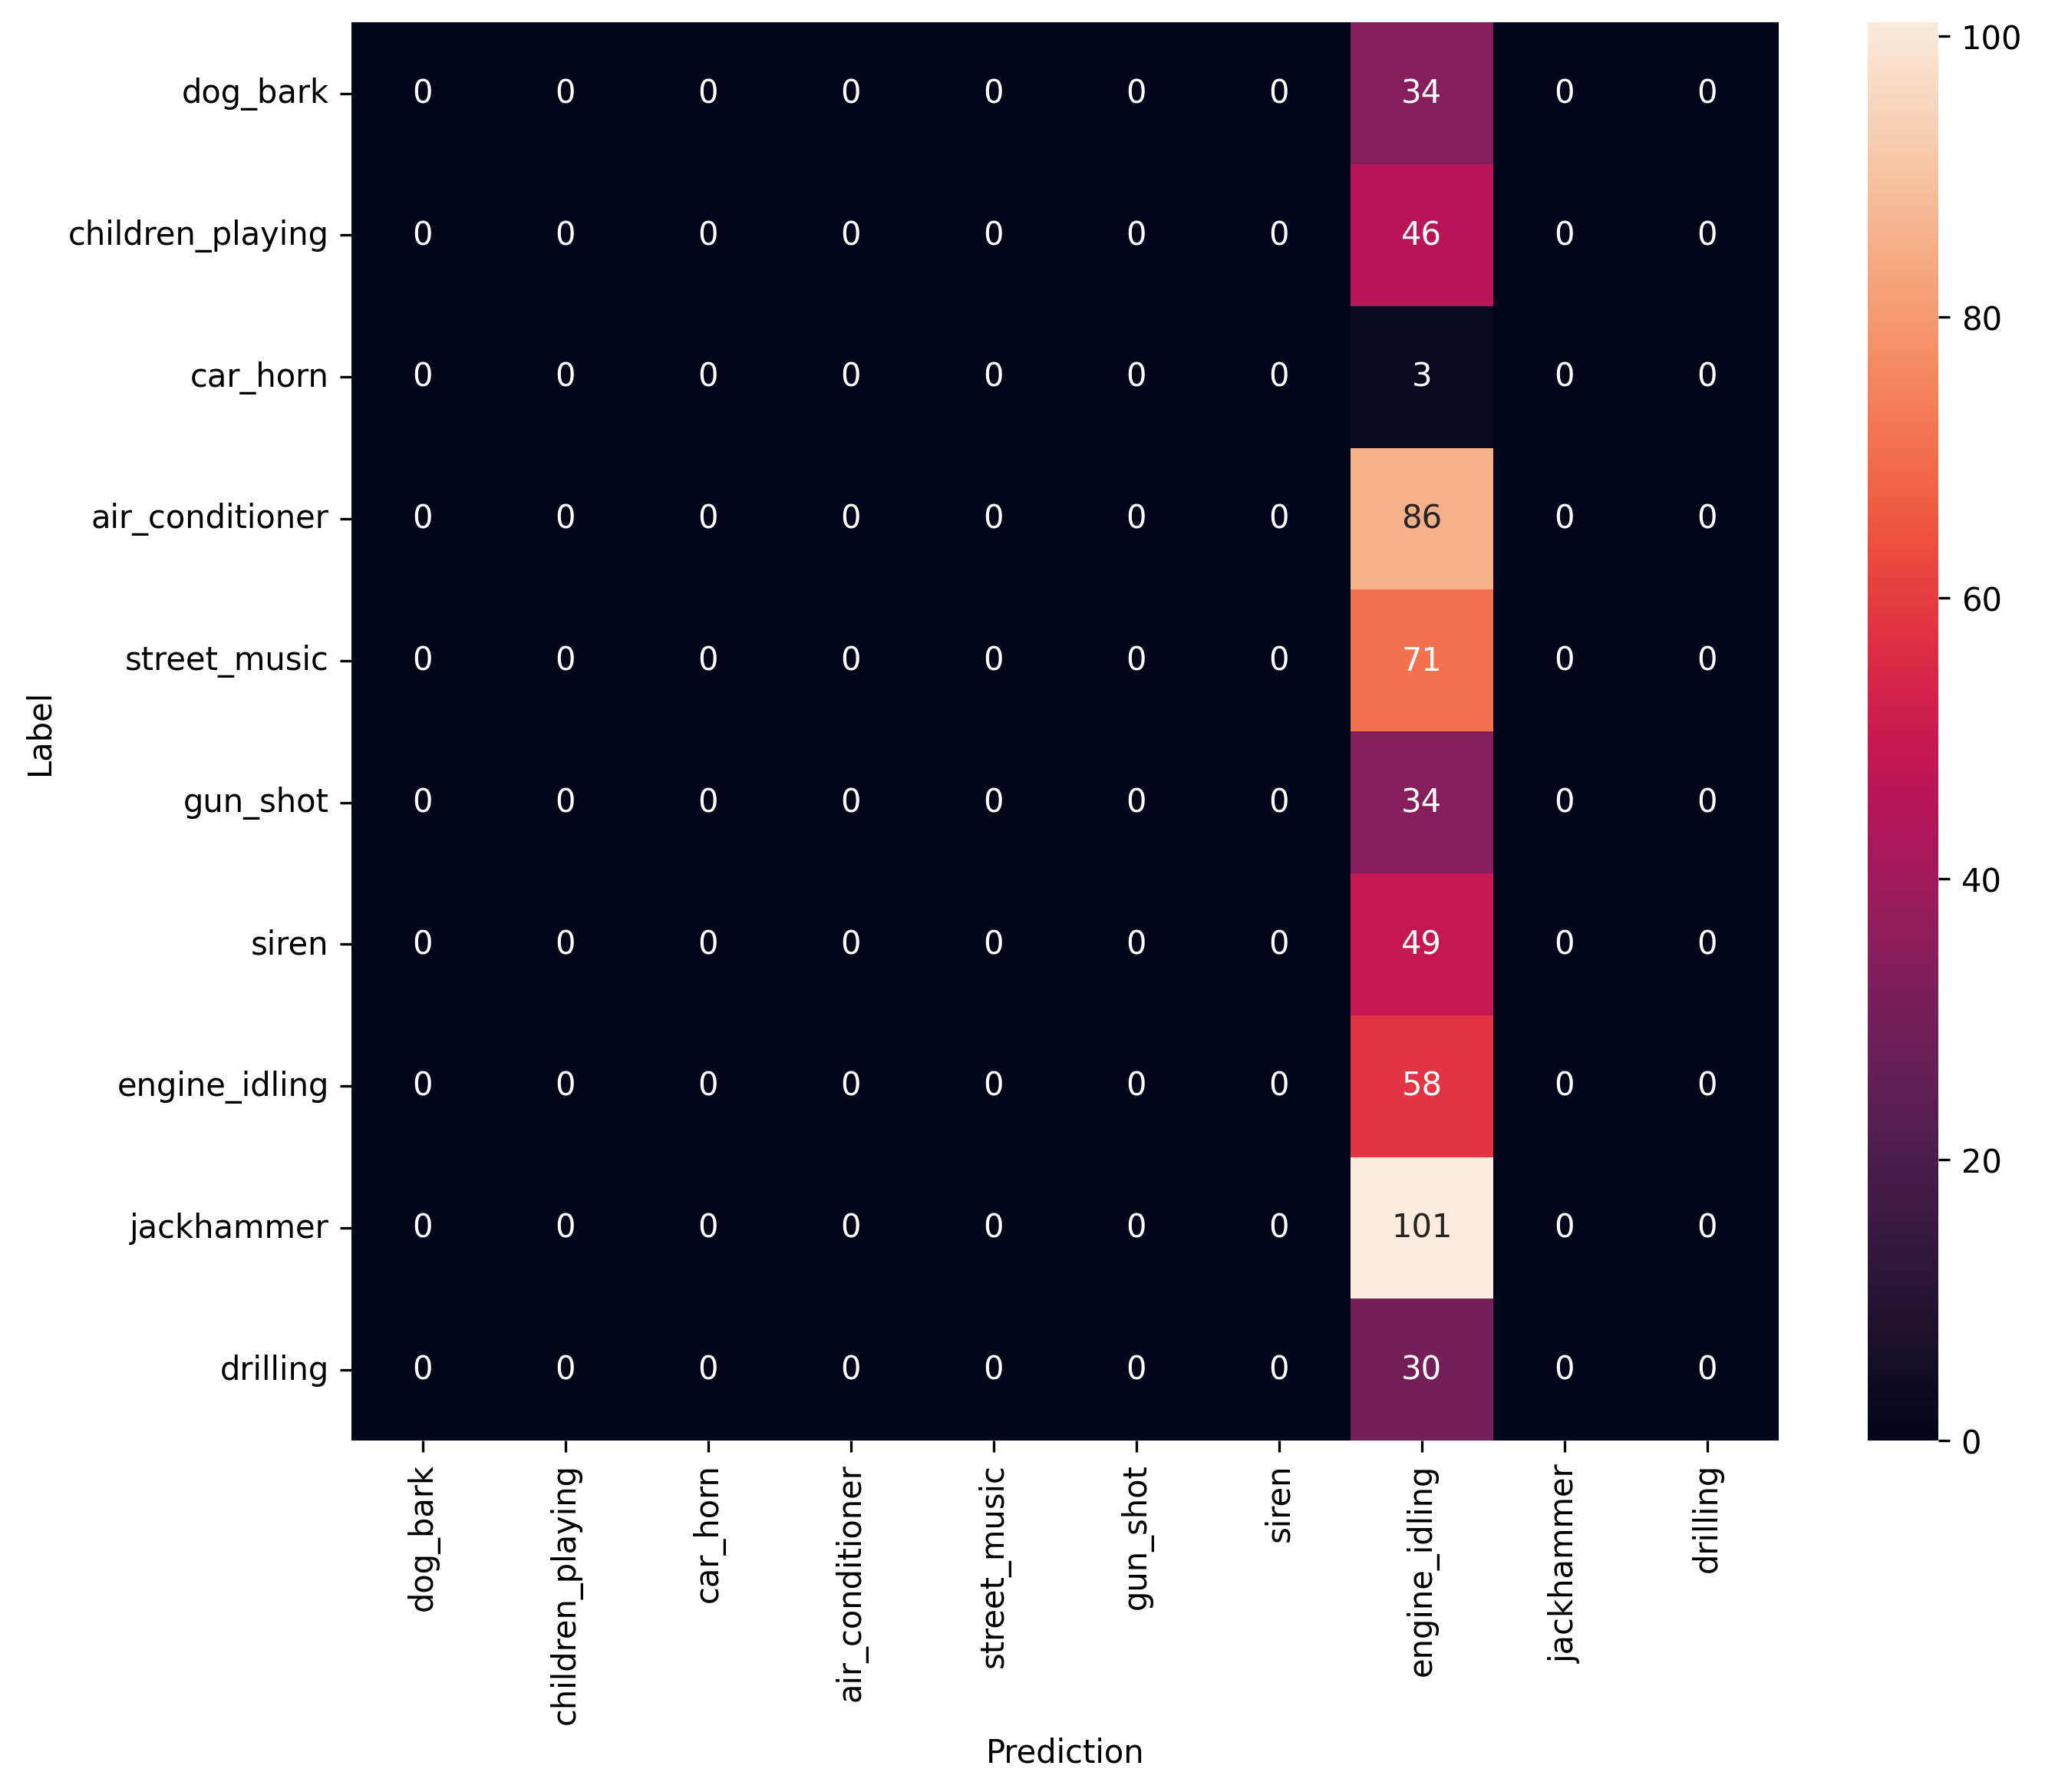 dog_bark 0 0 0 0 0 0 0 34 0 0
children_playing 0 0 0 0 0 0 0 46 0 0
car_horn 0 0 0 0 0 0 0 3 0 0
air_conditioner 0 0 0 0 0 0 0 86 0 0
street_music 0 0 0 0 0 0 0 71 0 0
gun_shot 0 0 0 0 0 0 0 34 0 0
siren 0 0 0 0 0 0 0 49 0 0
engine_idling 0 0 0 0 0 0 0 58 0 0
jackhammer 0 0 0 0 0 0 0 101 0 0
drilling 0 0 0 0 0 0 0 30 0 0
Label
dog_bark
children_playing
car_horn
air_conditioner
street_music
gun_shot
siren
engine_idling
jackhammer
drilling
Prediction
100
80
60
40
20
0